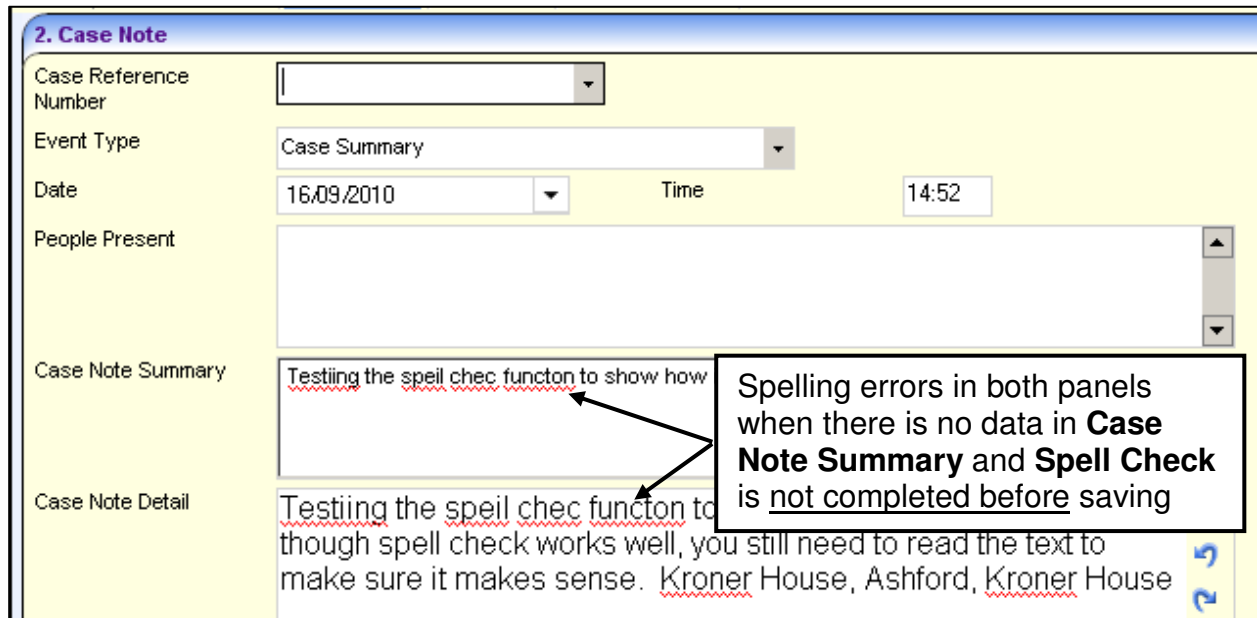 2. Case Note
Case Reference
Number
Event Type
Case Summary
Date
16/09/2010
Time
14:52
People Present
Case Note Summary
Testiing the speil chec functon to show how
Spelling errors in both panels
when there is no data in Case
Note Summary and Spell Check
is not completed before saving
Case Note Detail
Testiing the speil chec functon to
though spell check works well, you still need to read the text to
make sure it makes sense. Kroner House, Ashford, Kroner House